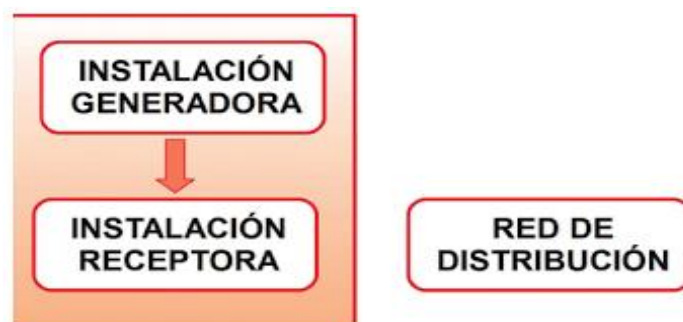 INSTALACIÓN
GENERADORA
INSTALACIÓN
RECEPTORA
RED DE
DISTRIBUCIÓN